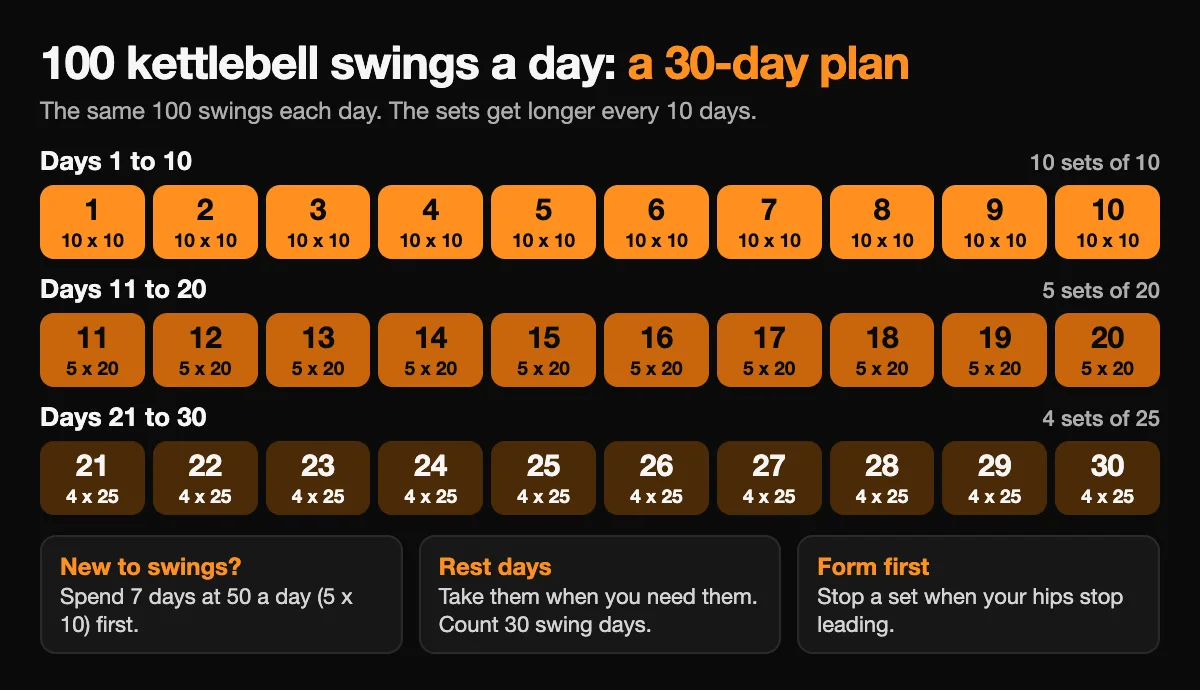 100 kettlebell swings a day: a 30-day plan
The same 100 swings each day. The sets get longer every 10 days.
Days 1 to 10
10 sets of 10
1 2 3 4 5 6 7 8 9 10
10 x 10 10 x 10 10 x 10 10 x 10 10 x 10 10 x 10 10 x 10 10 x 10 10 x 10 10 x 10
Days 11 to 20
5 sets of 20
11 12 13 14 15 16 17 18 19 20
5 x 20 5 x 20 5 x 20 5 x 20 5 x 20 5 x 20 5 x 20 5 x 20 5 x 20 5 x 20
Days 21 to 30
4 sets of 25
21 22 23 24 25 26 27 28 29 30
4 x 25 4 x 25 4 x 25 4 x 25 4 x 25 4 x 25 4 x 25 4 x 25 4 x 25 4 x 25
New to swings?
Spend 7 days at 50 a day (5 x
10) first.
Rest days
Take them when you need them.
Count 30 swing days.
Form first
Stop a set when your hips stop
leading.